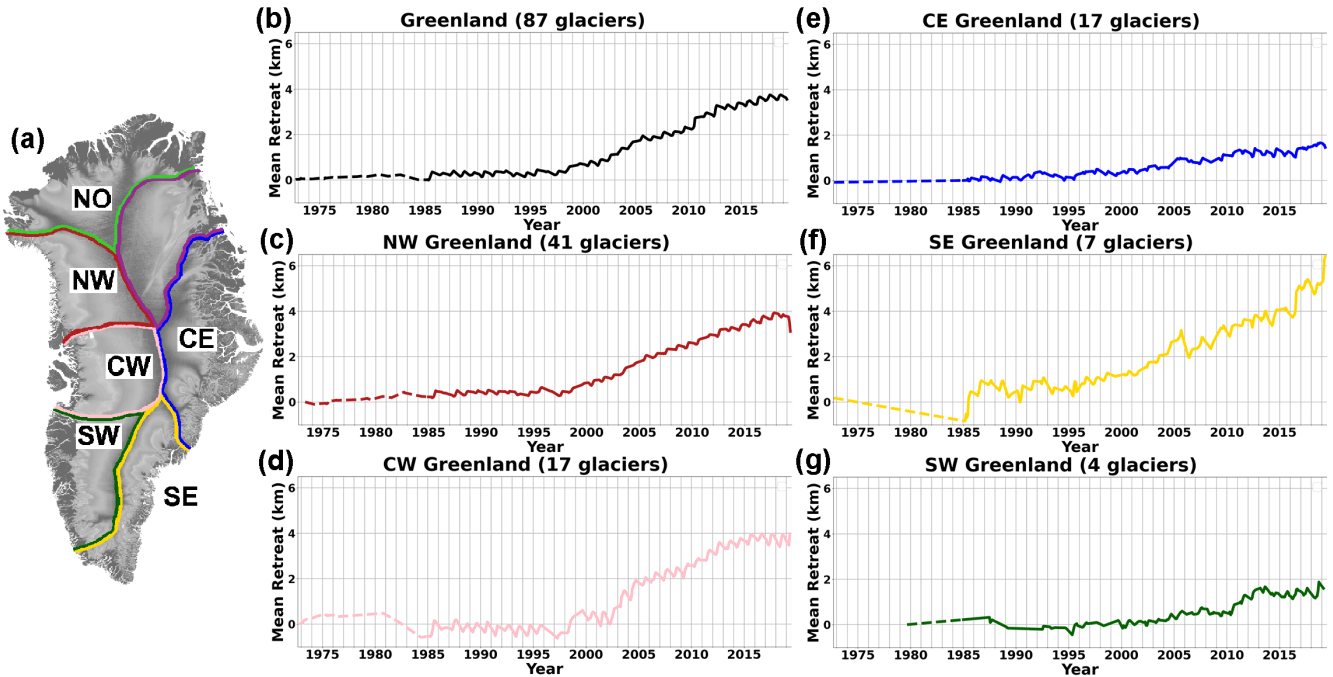 (a)
NO
NW
CW
CE
SW
SE
(b)
Greenland (87 glaciers)
Mean Retreat (km)
6
4
2
0
1975 1980 1985 1990 1995 2000 2005 2010 2015
Year
(c)
NW Greenland (41 glaciers)
Mean Retreat (km)
6
4
2
0
1975 1980 1985 1990 1995 2000 2005 2010 2015
Year
(d)
CW Greenland (17 glaciers)
Mean Retreat (km)
6
4
2
0
1975 1980 1985 1990 1995 2000 2005 2010 2015
Year
(e)
CE Greenland (17 glaciers)
Mean Retreat (km)
6
4
2
0
1975 1980 1985 1990 1995 2000 2005 2010 2015
Year
(f)
SE Greenland (7 glaciers)
Mean Retreat (km)
6
4
2
0
1975 1980 1985 1990 1995 2000 2005 2010 2015
Year
(g)
SW Greenland (4 glaciers)
Mean Retreat (km)
6
4
2
0
1975 1980 1985 1990 1995 2000 2005 2010 2015
Year